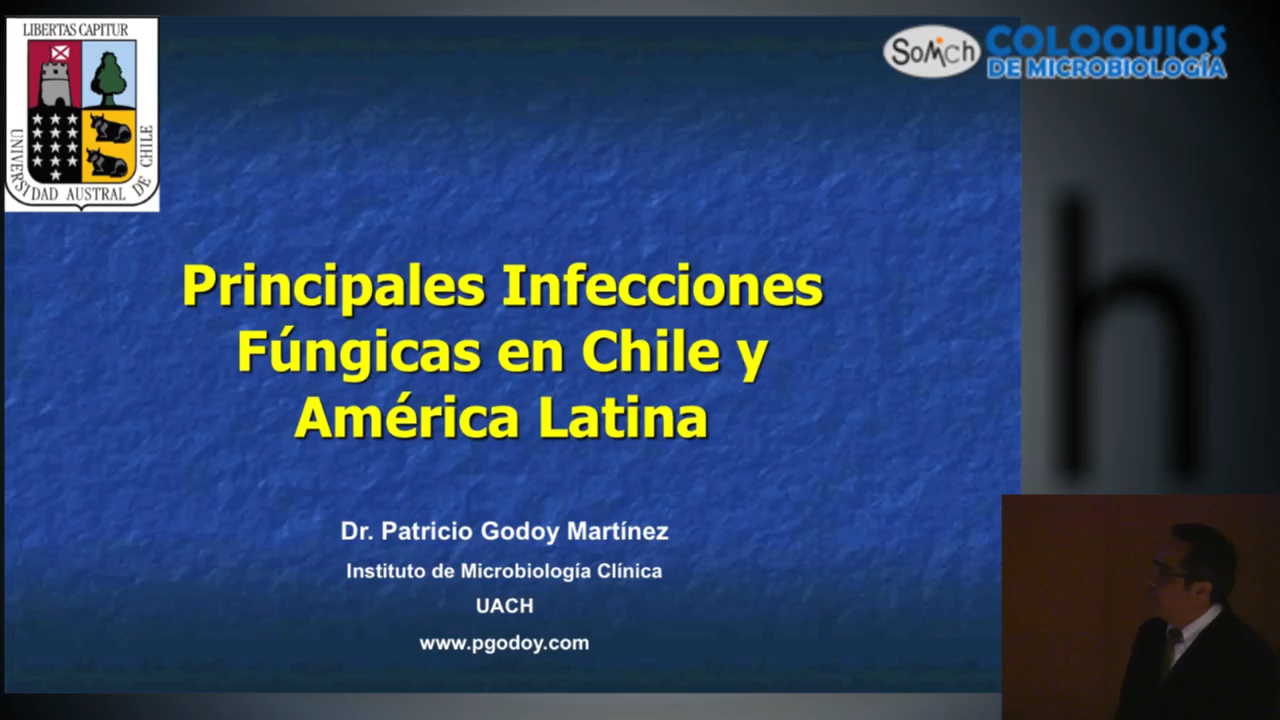 LIBERTAS CAPITUR
UNIVERSIDAD AUSTRAL DE CHILE
SoMich
COLOQUIOS
DE MICROBIOLOGÍA
Principales Infecciones
Fúngicas en Chile y
América Latina
Dr. Patricio Godoy Martínez
Instituto de Microbiología Clínica
UACH
www.pgodoy.com
h